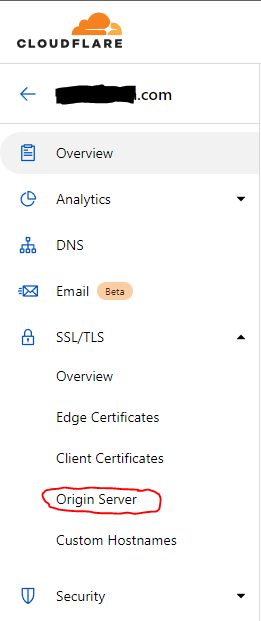 CLOUDFLARE
.com
Overview
Analytics
DNS
Email Beta
SSL/TLS
Overview
Edge Certificates
Client Certificates
Origin Server
Custom Hostnames
Security